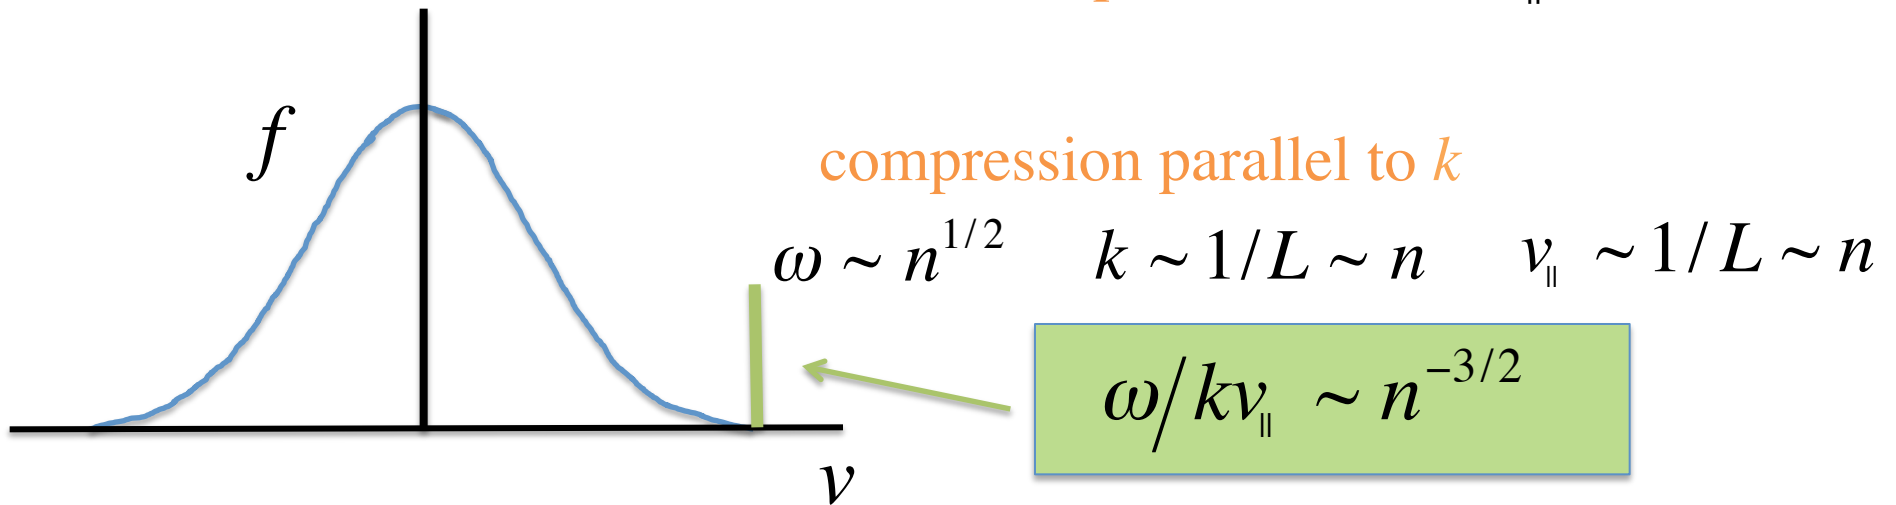 f
compression parallel to k
ω ~ n^{1/2} k ~ 1/L ~ n v_{||} ~ 1/L ~ n
ω/kv_{||} ~ n^{-3/2}
v